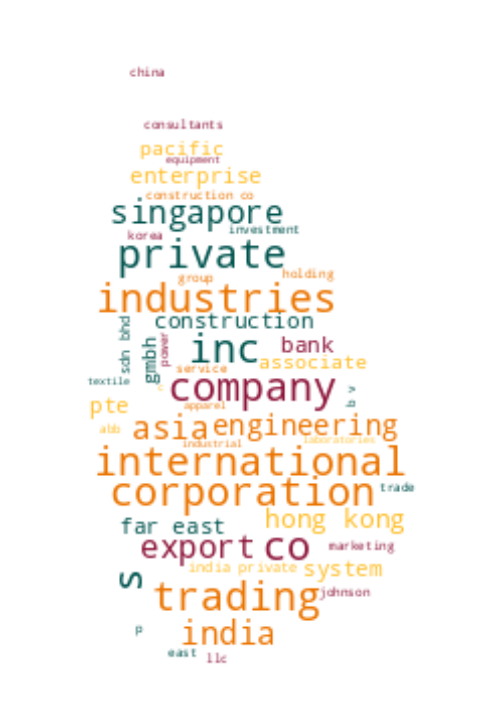 china
consultants
pacific
equipment
enterprise
construction co
singapore
investment
korea
private
holding
group
industries
construction
sdn bhd
gmbh
power
inc
bank
associate
service
textile
company
c
b v
pte
apparel
abb
asia
engineering
industrial
laboratories
international
corporation
trade
hong kong
far east
export
co
marketing
india private
system
s
trading
johnson
p
india
east
llc